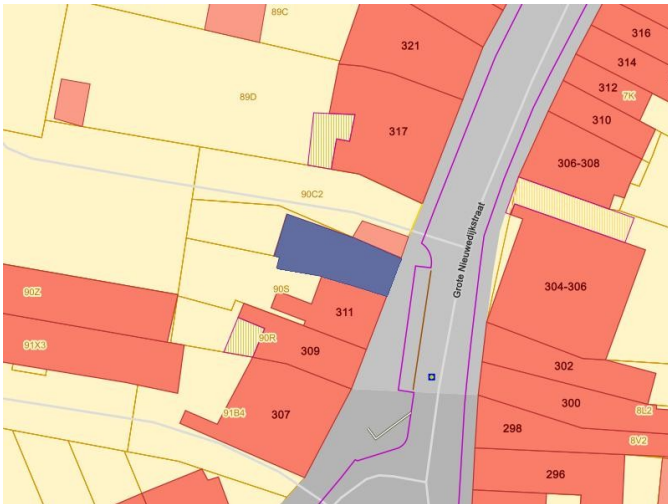 89C
316
321
314
89D
312
7K
317
310
306-308
90C2
Grote Nieuwedijkstraat
304-306
90S
90Z
311
91X3
90R
309
302
300
91B4
307
8L2
298
8V2
296